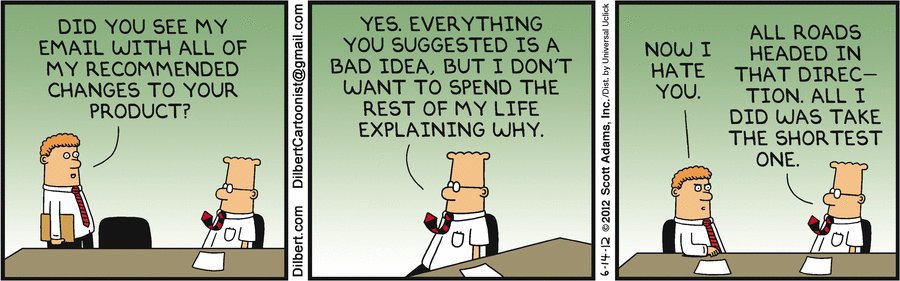 DID YOU SEE MY
EMAIL WITH ALL OF
MY RECOMMENDED
CHANGES TO YOUR
PRODUCT?
Dilbert.com DilbertCartoonist@gmail.com
YES. EVERYTHING
YOU SUGGESTED IS A
BAD IDEA, BUT I DON'T
WANT TO SPEND THE
REST OF MY LIFE
EXPLAINING WHY.
6-14-12 ©2012 Scott Adams, Inc. /Dist. by Universal Uclick
NOW I
HATE
YOU.
ALL ROADS
HEADED IN
THAT DIREC-
TION. ALL I
DID WAS TAKE
THE SHORTEST
ONE.